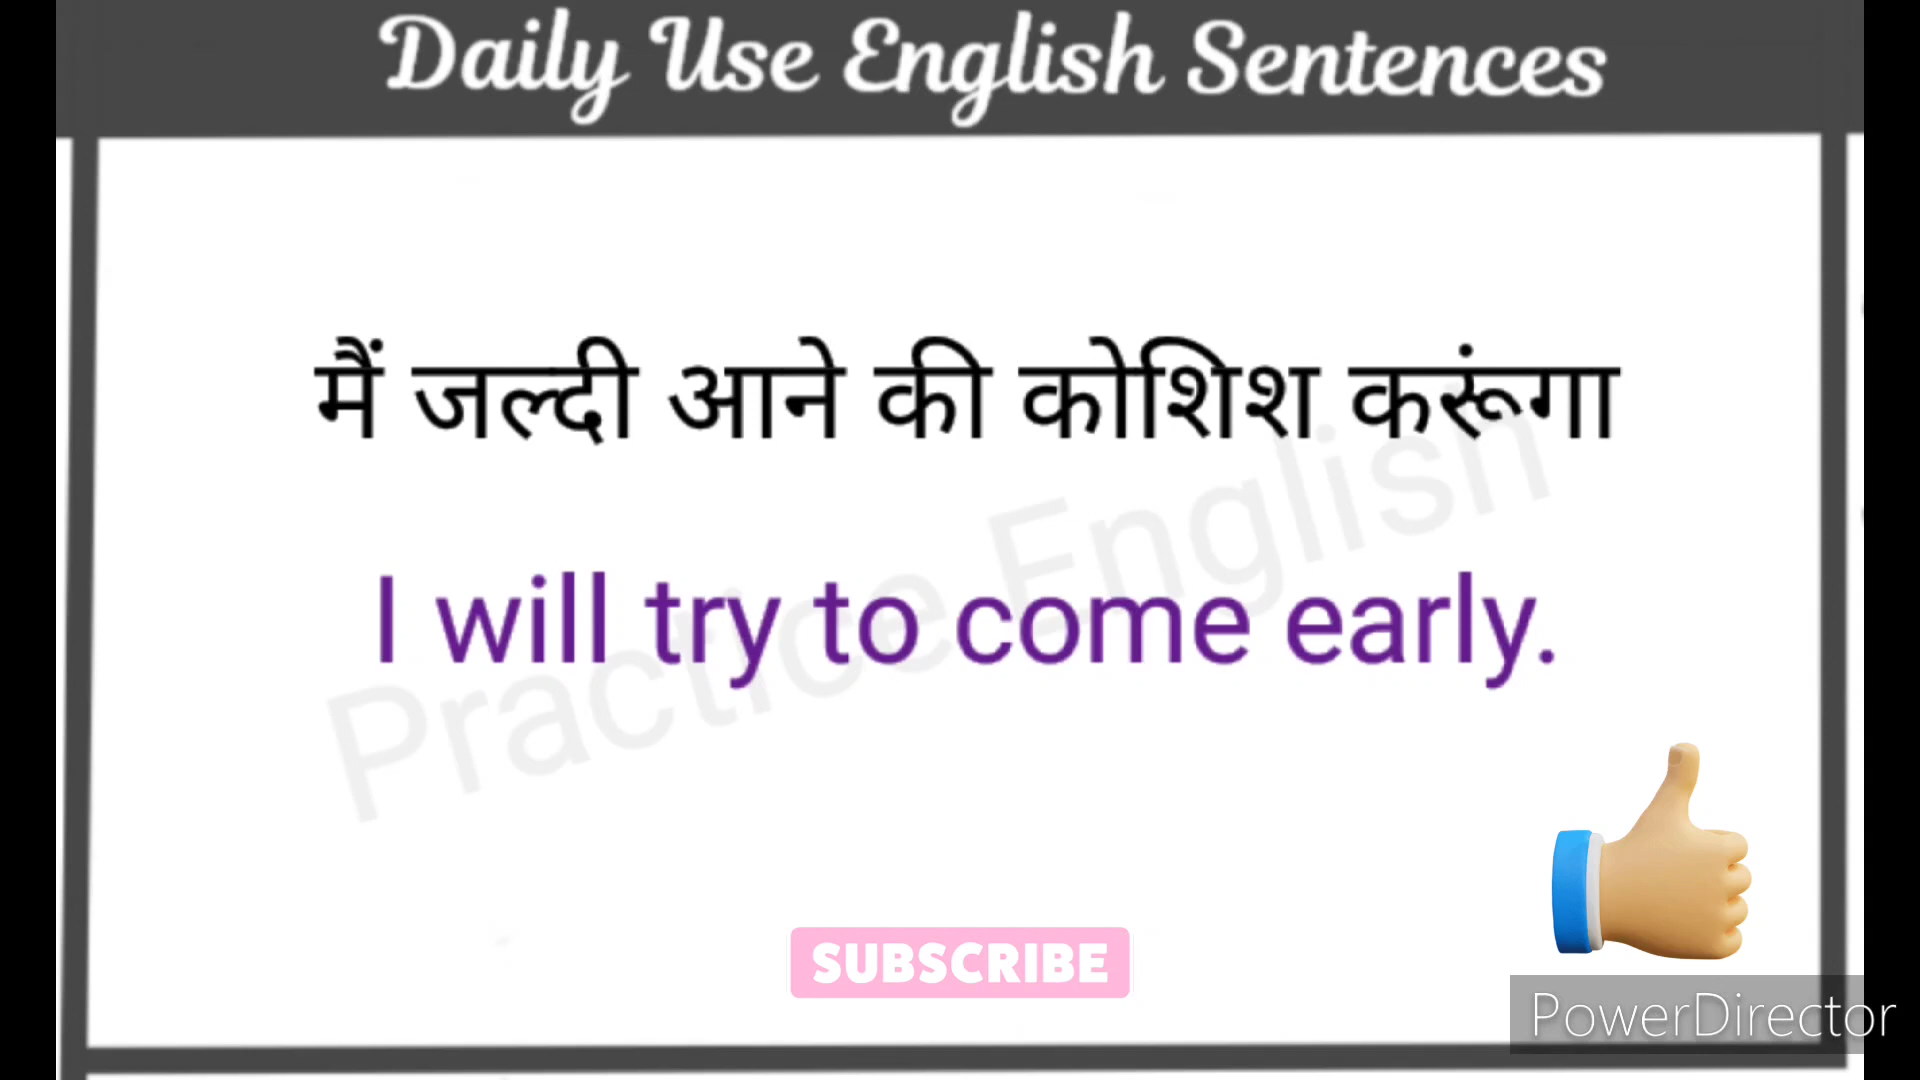 Daily Use English Sentences
मैं जल्दी आने की कोशिश करूंगा
I will try to come early.
Practice English
SUBSCRIBE
PowerDirector